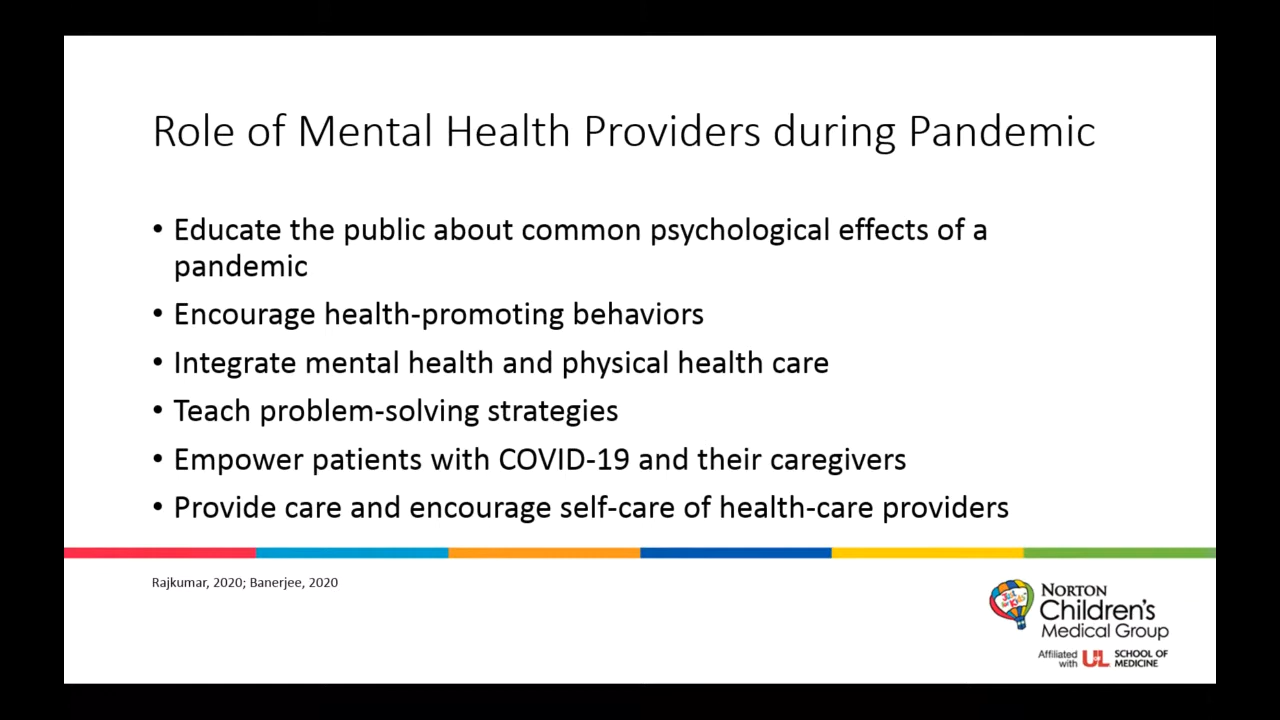 Role of Mental Health Providers during Pandemic
• Educate the public about common psychological effects of a
pandemic
• Encourage health-promoting behaviors
• Integrate mental health and physical health care
• Teach problem-solving strategies
• Empower patients with COVID-19 and their caregivers
• Provide care and encourage self-care of health-care providers
Rajkumar, 2020; Banerjee, 2020
Just for Kids
NORTON
Children's
Medical Group
Affiliated
with
UL
SCHOOL OF
MEDICINE